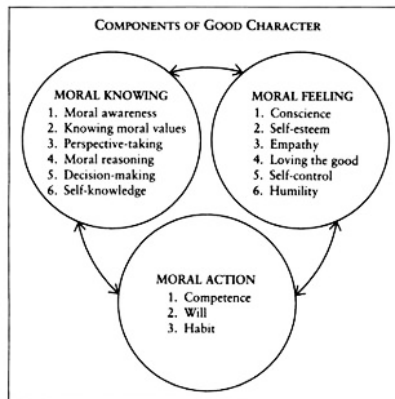 COMPONENTS OF GOOD CHARACTER
MORAL KNOWING
1. Moral awareness
2. Knowing moral values
3. Perspective-taking
4. Moral reasoning
5. Decision-making
6. Self-knowledge
MORAL FEELING
1. Conscience
2. Self-esteem
3. Empathy
4. Loving the good
5. Self-control
6. Humility
MORAL ACTION
1. Competence
2. Will
3. Habit